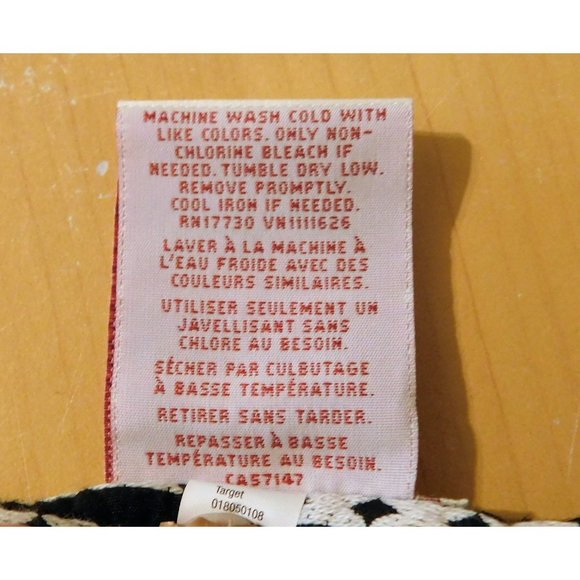 MACHINE WASH COLD WITH
LIKE COLORS. ONLY NON-
CHLORINE BLEACH IF
NEEDED. TUMBLE DRY LOW.
REMOVE PROMPTLY.
COOL IRON IF NEEDED.
RN17730 VN1111626
LAVER À LA MACHINE À
L'EAU FROIDE AVEC DES
COULEURS SIMILAIRES.
UTILISER SEULEMENT UN
JAVELLISANT SANS
CHLORE AU BESOIN.
SÉCHER PAR CULBUTAGE
À BASSE TEMPÉRATURE.
RETIRER SANS TARDER.
REPASSER À BASSE
TEMPÉRATURE AU BESOIN.
CA57147
Target
018050108